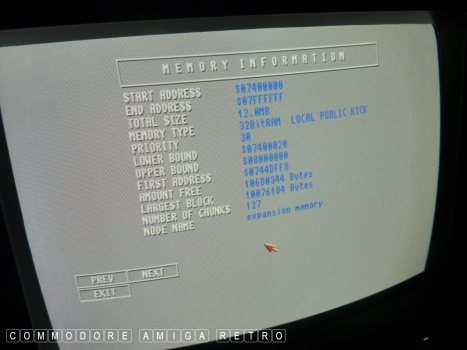 MEMORY INFORMATION
START ADDRESS $07400000
END ADDRESS $07FFFFFF
TOTAL SIZE 12.0MB
MEMORY TYPE 32BitRAM LOCAL PUBLIC KICK
PRIORITY 30
LOWER BOUND $07400020
UPPER BOUND $08000000
FIRST ADDRESS $0744DFF8
AMOUNT FREE 10680344 Bytes
LARGEST BLOCK 10076184 Bytes
NUMBER OF CHUNKS 127
NODE NAME expansion memory
PREV NEXT
EXIT
COMMODORE AMIGA RETRO